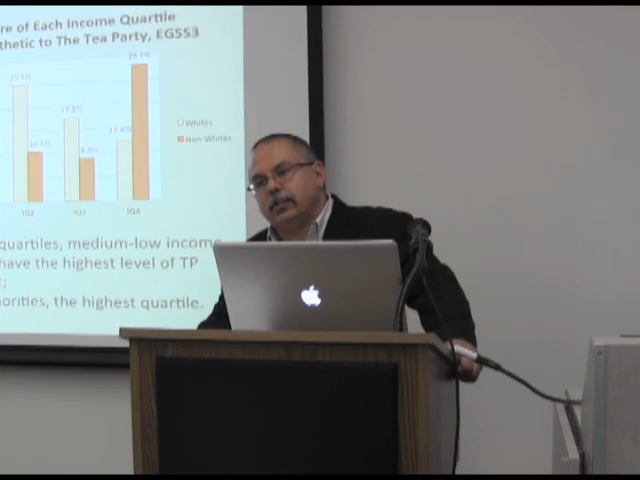 re of Each Income Quartile
thetic to The Tea Party, EGSS3
25.1%
10.6%
17.5%
12.4%
29.1%
Whites
Non-Whites
IQ2
IQ3
IQ4
quartiles, medium-low income
have the highest level of TP
t;
norities, the highest quartile.